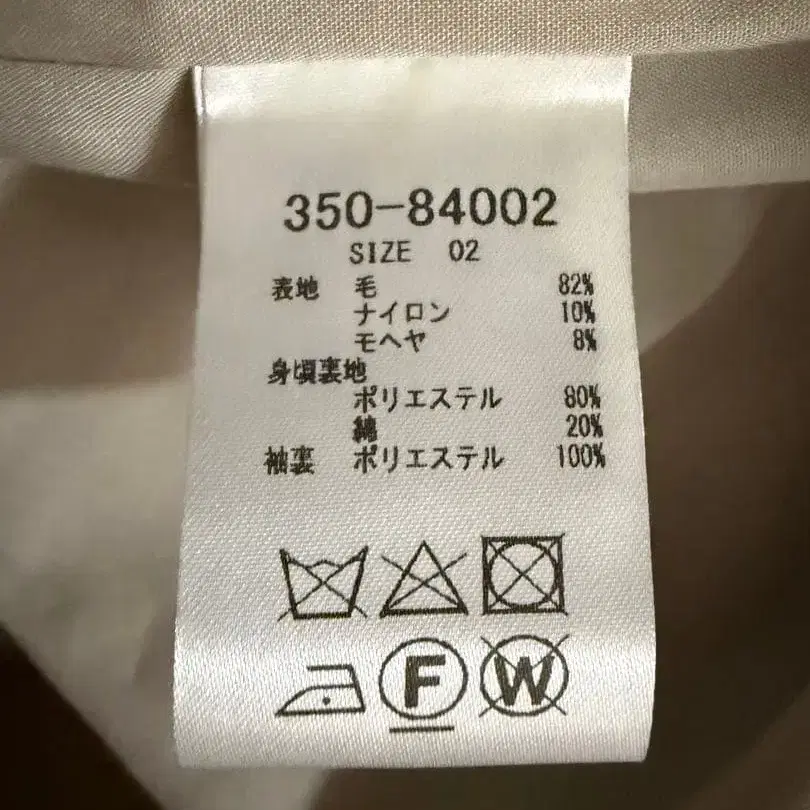 350-84002
SIZE 02
表地 毛 82%
ナイロン 10%
モヘヤ 8%
身頃裏地
ポリエステル 80%
綿 20%
袖裏 ポリエステル 100%
F W